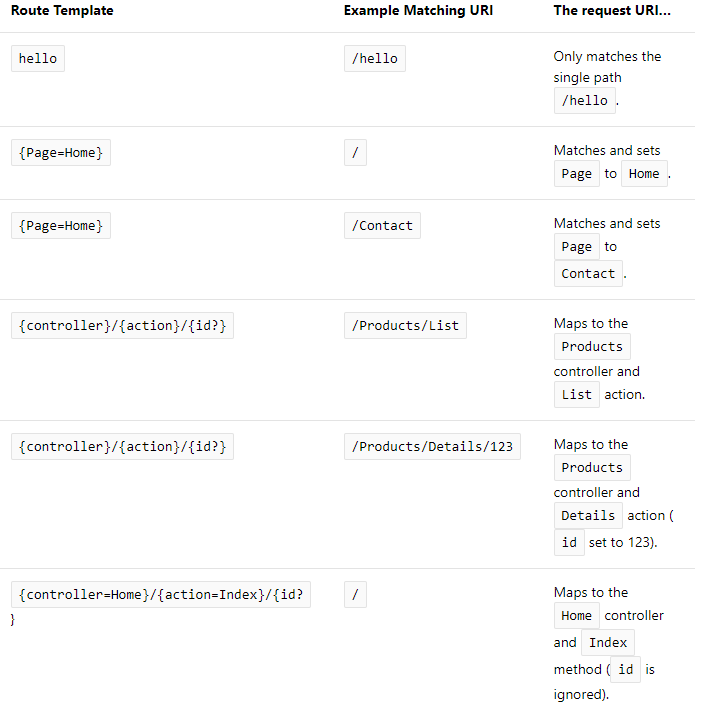 Route Template Example Matching URI The request URI...
hello /hello Only matches the
single path
/hello .
{Page=Home} / Matches and sets
Page to Home .
{Page=Home} /Contact Matches and sets
Page to
Contact .
{controller}/{action}/{id?} /Products/List Maps to the
Products
controller and
List action.
{controller}/{action}/{id?} /Products/Details/123 Maps to the
Products
controller and
Details action (
id set to 123).
{controller=Home}/{action=Index}/{id? / Maps to the
} Home controller
and Index
method ( id is
ignored).